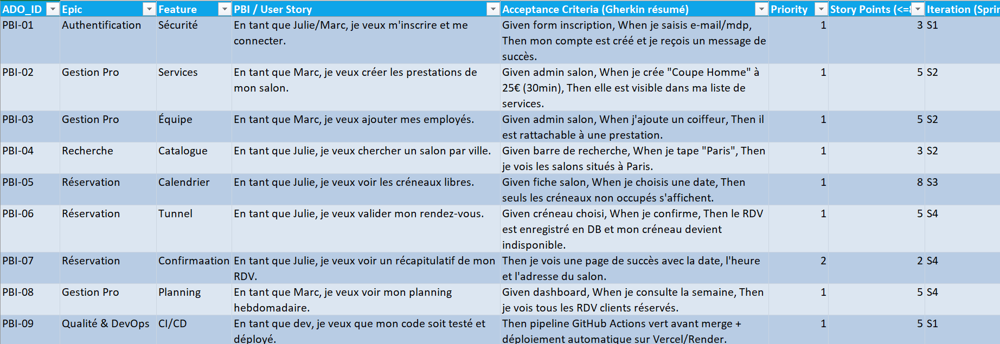 ADO_ID Epic Feature PBI / User Story Acceptance Criteria (Gherkin résumé) Priority Story Points (<= Iteration (Sprin
PBI-01 Authentification Sécurité En tant que Julie/Marc, je veux m'inscrire et me Given form inscription, When je saisis e-mail/mdp, 1 3 S1
connecter. Then mon compte est créé et je reçois un message de
succès.
PBI-02 Gestion Pro Services En tant que Marc, je veux créer les prestations de Given admin salon, When je crée "Coupe Homme" à 1 5 S2
mon salon. 25€ (30min), Then elle est visible dans ma liste de
services.
PBI-03 Gestion Pro Équipe En tant que Marc, je veux ajouter mes employés. Given admin salon, When j'ajoute un coiffeur, Then il 1 5 S2
est rattachable à une prestation.
PBI-04 Recherche Catalogue En tant que Julie, je veux chercher un salon par ville. Given barre de recherche, When je tape "Paris", Then 1 3 S2
je vois les salons situés à Paris.
PBI-05 Réservation Calendrier En tant que Julie, je veux voir les créneaux libres. Given fiche salon, When je choisis une date, Then 1 8 S3
seuls les créneaux non occupés s'affichent.
PBI-06 Réservation Tunnel En tant que Julie, je veux valider mon rendez-vous. Given créneau choisi, When je confirme, Then le RDV 1 5 S4
est enregistré en DB et mon créneau devient
indisponible.
PBI-07 Réservation Confirmaation En tant que Julie, je veux voir un récapitulatif de mon Then je vois une page de succès avec la date, l'heure 2 2 S4
RDV. et l'adresse du salon.
PBI-08 Gestion Pro Planning En tant que Marc, je veux voir mon planning Given dashboard, When je consulte la semaine, Then 1 5 S4
hebdomadaire. je vois tous les RDV clients réservés.
PBI-09 Qualité & DevOps CI/CD En tant que dev, je veux que mon code soit testé et Then pipeline GitHub Actions vert avant merge + 1 5 S1
déployé. déploiement automatique sur Vercel/Render.